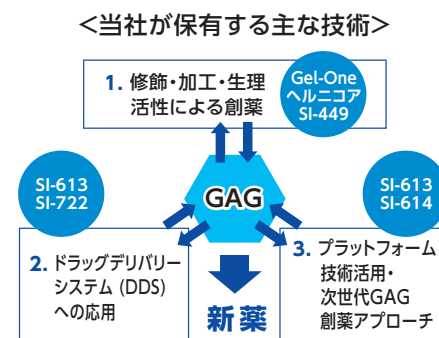 <当社が保有する主な技術>
1. 修飾・加工・生理
活性による創薬
Gel-One
ヘルニコア
SI-449
SI-613
SI-722
GAG
SI-613
SI-614
2. ドラッグデリバリー
システム (DDS)
への応用
新薬
3. プラットフォーム
技術活用・
次世代GAG
創薬アプローチ